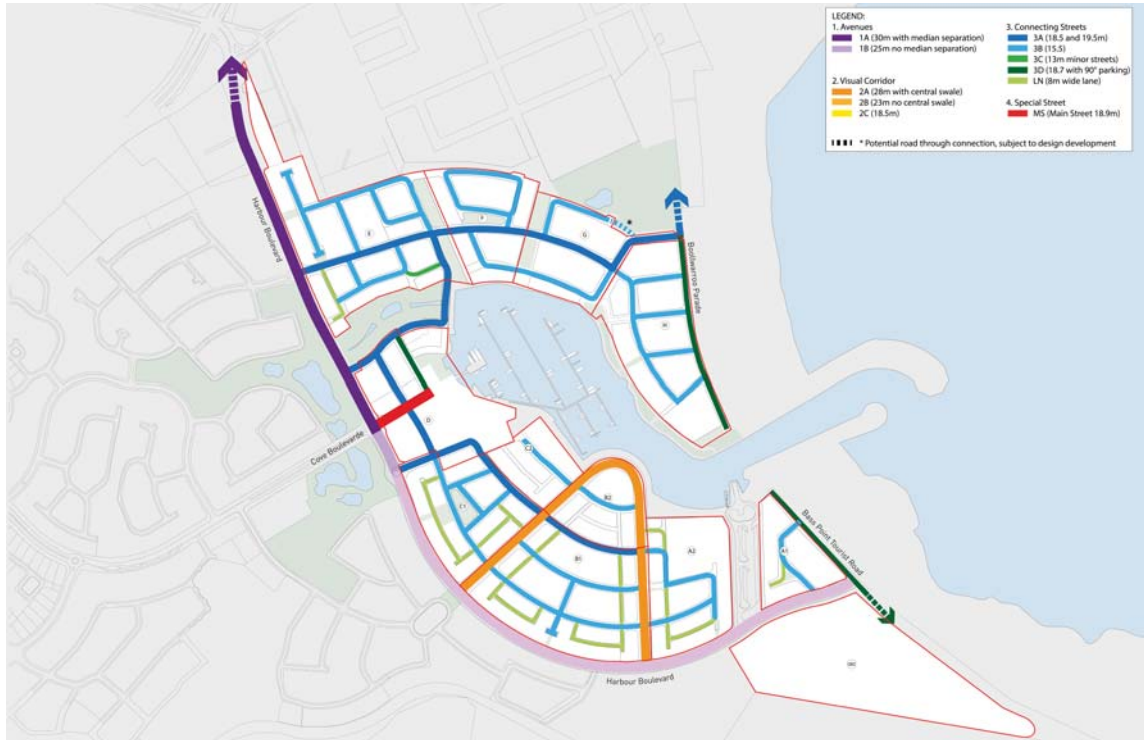 LEGEND:
1. Avenues
1A (30m with median separation)
1B (25m no median separation)
2. Visual Corridor
2A (28m with central swale)
2B (23m no central swale)
2C (18.5m)
3. Connecting Streets
3A (18.5 and 19.5m)
3B (15.5)
3C (13m minor streets)
3D (18.7 with 90° parking)
LN (8m wide lane)
4. Special Street
MS (Main Street 18.9m)
* Potential road through connection, subject to design development
Harbour Boulevard
E
G
*
Boollwarroo Parade
H
Cove Boulevarde
D
C2
B2
C1
B1
A2
A1
Bass Point Tourist Road
Harbour Boulevard